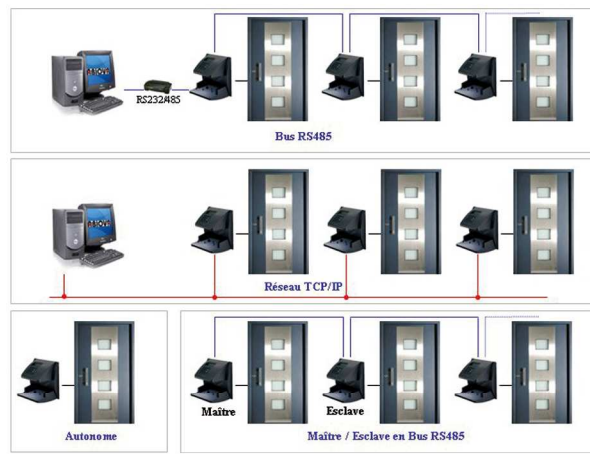 RS232/485
Bus RS485
Réseau TCP/IP
Maître
Esclave
Autonome
Maître / Esclave en Bus RS485